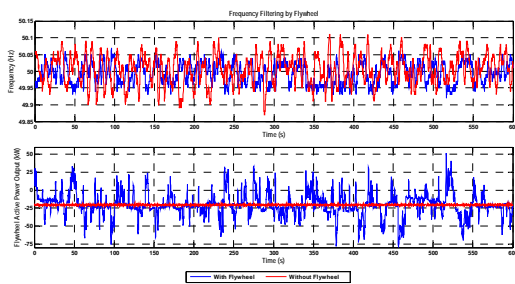 Frequency Filtering by Flywheel
Frequency (Hz)
50.15
50.1
50.05
50
49.95
49.9
49.85
0 50 100 150 200 250 300 350 400 450 500 550 600
Time (s)
Flywheel Active Power Output (kW)
50
25
0
-25
-50
-75
0 50 100 150 200 250 300 350 400 450 500 550 600
Time (s)
With Flywheel Without Flywheel